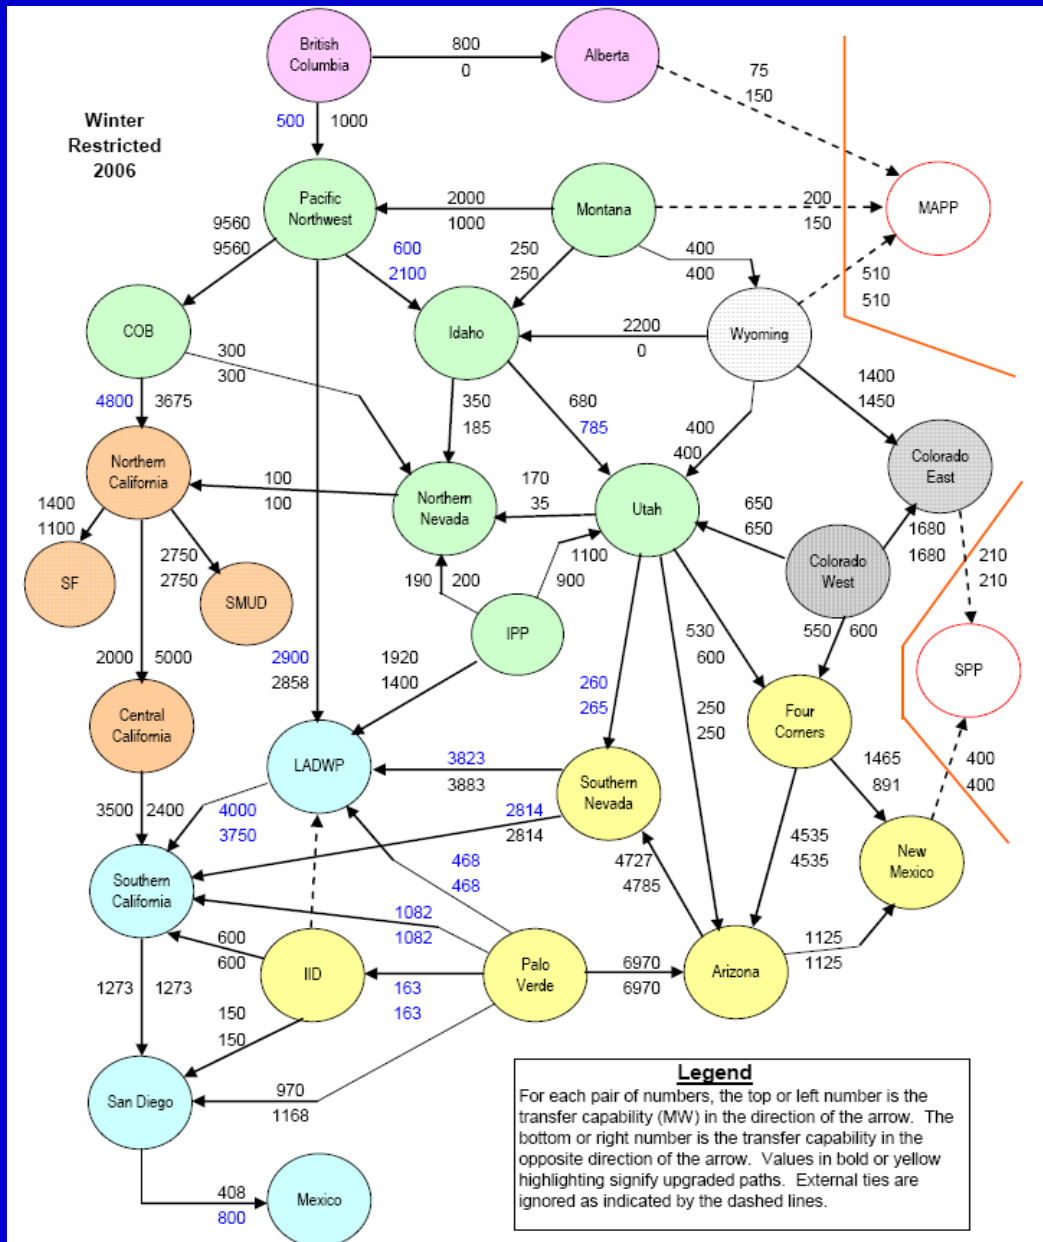 British
Columbia
800
0
Alberta
75
150
Winter
Restricted
2006
500 1000
Pacific
Northwest
2000
1000
Montana
200
150
MAPP
9560
9560
600
2100
250
250
400
400
510
510
COB
Idaho
2200
0
Wyoming
300
300
4800 3675
350
185
680
785
400
400
1400
1450
Northern
California
100
100
Northern
Nevada
170
35
Utah
650
650
Colorado
East
1400
1100
2750
2750
1680
1680
210
210
SF
SMUD
190 200
1100
900
Colorado
West
IPP
2000 5000
2900
2858
1920
1400
530
600
550 600
SPP
260
265
250
250
Central
California
Four
Corners
LADWP
3823
3883
Southern
Nevada
1465
891
400
400
3500 2400
4000
3750
2814
2814
4535
4535
Southern
California
468
468
4727
4785
New
Mexico
1082
1082
600
600
IID
163
163
Palo
Verde
6970
6970
Arizona
1125
1125
1273 1273
150
150
San Diego
970
1168
408
800
Mexico
Legend
For each pair of numbers, the top or left number is the
transfer capability (MW) in the direction of the arrow. The
bottom or right number is the transfer capability in the
opposite direction of the arrow. Values in bold or yellow
highlighting signify upgraded paths. External ties are
ignored as indicated by the dashed lines.